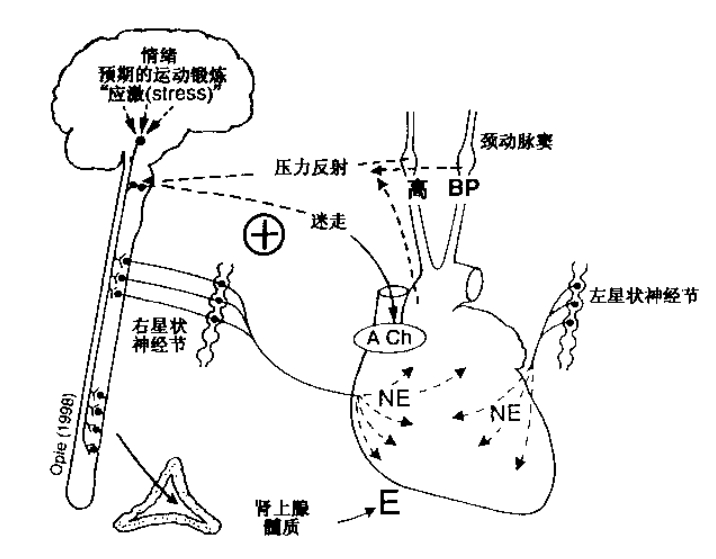 情绪
预期的运动锻炼
“应激(stress)”
颈动脉窦
压力反射
高 BP
迷走
左星状神经节
右星状
神经节
A Ch
NE
NE
Opie (1998)
肾上腺
髓质
E